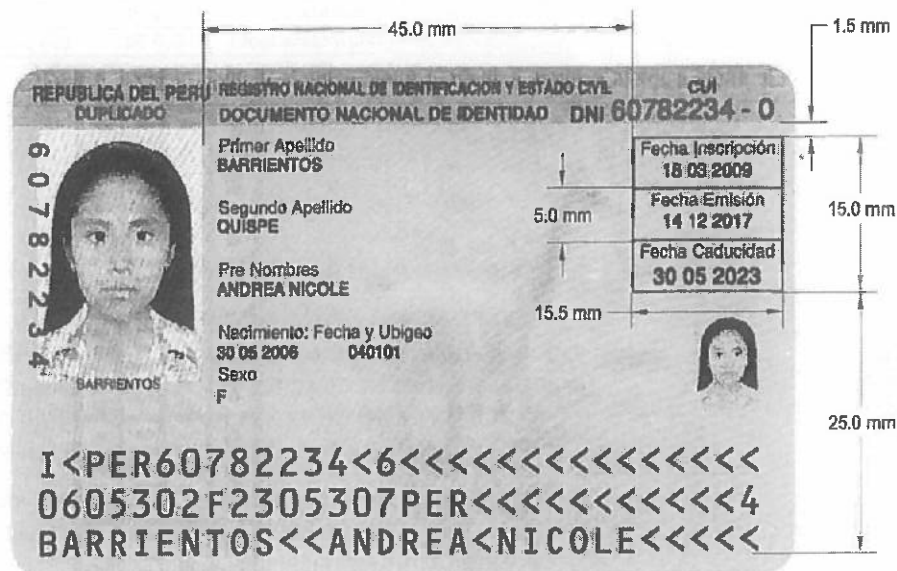 45.0 mm
1.5 mm
REPUBLICA DEL PERU
DUPLICADO
REGISTRO NACIONAL DE IDENTIFICACION Y ESTADO CIVIL
DOCUMENTO NACIONAL DE IDENTIDAD
CUI
DNI 60782234 - 0
60782234
BARRIENTOS
Primer Apellido
BARRIENTOS
Segundo Apellido
QUISPE
Pre Nombres
ANDREA NICOLE
Nacimiento: Fecha y Ubigeo
30 05 2006 040101
Sexo
F
Fecha Inscripción
18 03 2009
Fecha Emisión
14 12 2017
Fecha Caducidad
30 05 2023
5.0 mm
15.0 mm
15.5 mm
25.0 mm
I<PER60782234<6<<<<<<<<<<<<<<<
0605302F2305307PER<<<<<<<<<<<4
BARRIENTOS<<ANDREA<NICOLE<<<<<